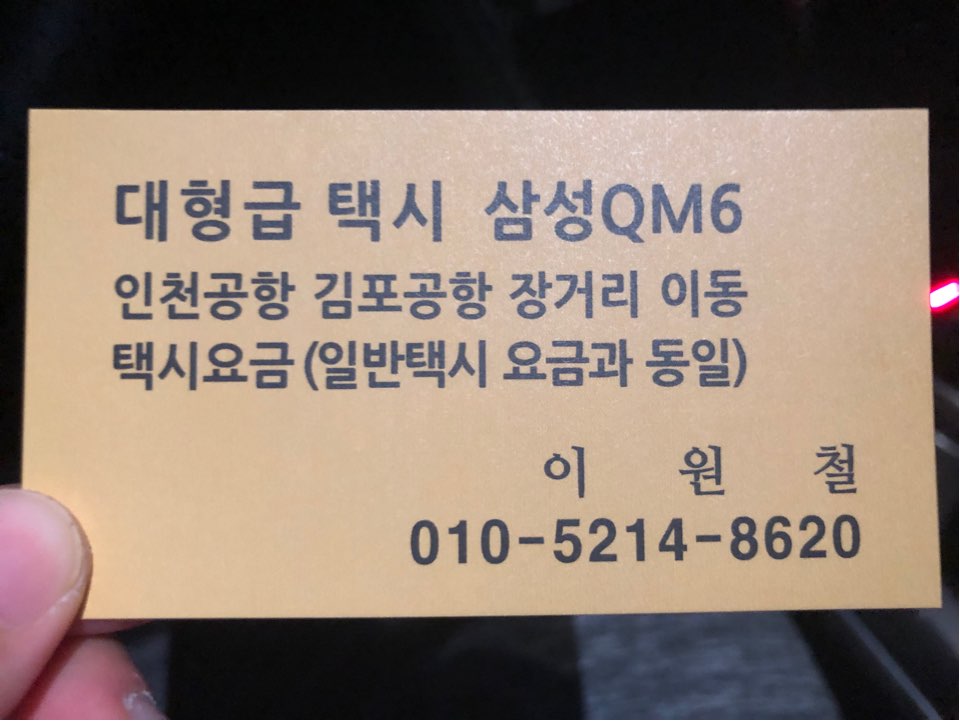 대형급 택시 삼성QM6
인천공항 김포공항 장거리 이동
택시요금(일반택시 요금과 동일)
이 원 철
010-5214-8620